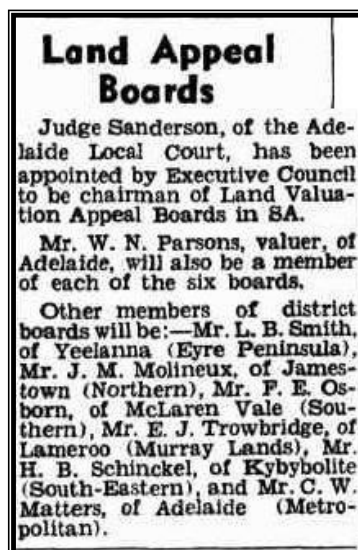 Land Appeal
Boards
Judge Sanderson, of the Ade-
laide Local Court, has been
appointed by Executive Council
to be chairman of Land Valua-
tion Appeal Boards in SA.
Mr. W. N. Parsons, valuer, of
Adelaide, will also be a member
of each of the six boards.
Other members of district
boards will be:—Mr. L. B. Smith,
of Yeelanna (Eyre Peninsula),
Mr. J. M. Molineux, of James-
town (Northern), Mr. F. E. Os-
born, of McLaren Vale (Sou-
thern), Mr. E. J. Trowbridge, of
Lameroo (Murray Lands), Mr.
H. B. Schinckel, of Kybybolite
(South-Eastern), and Mr. C. W.
Matters, of Adelaide (Metro-
politan).